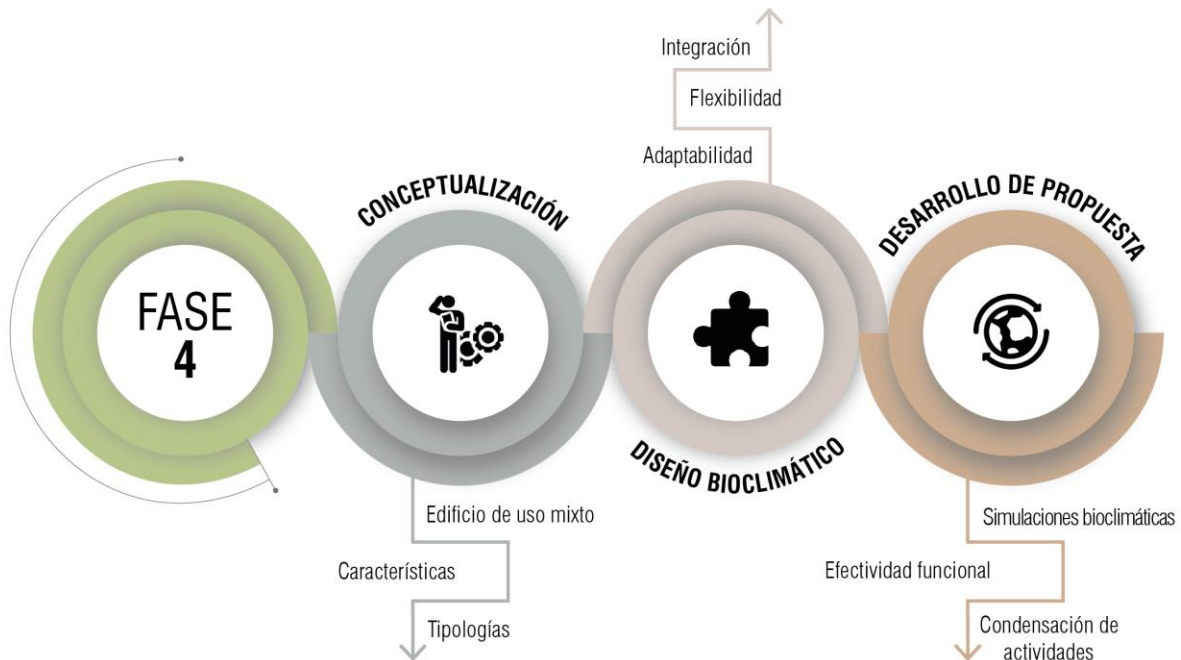 FASE
4
CONCEPTUALIZACIÓN
Edificio de uso mixto
Características
Tipologías
Integración
Flexibilidad
Adaptabilidad
DISEÑO BIOCLIMÁTICO
DESARROLLO DE PROPUESTA
Simulaciones bioclimáticas
Efectividad funcional
Condensación de
actividades